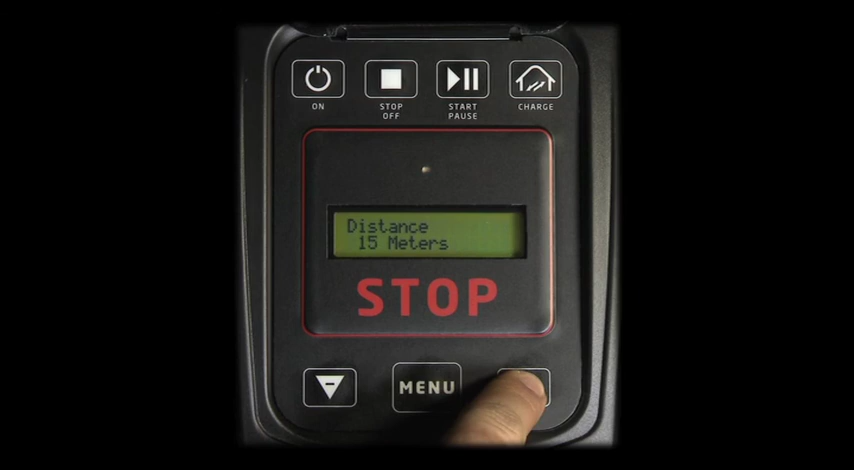 ON
STOP
OFF
START
PAUSE
CHARGE
Distance
15 Meters
STOP
MENU